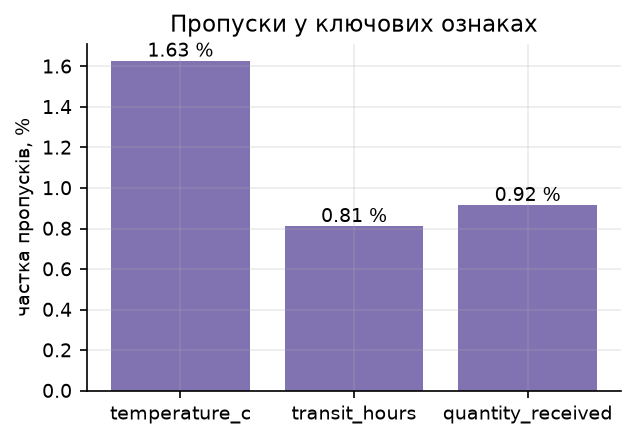 Пропуски у ключових ознаках
частка пропусків, %
1.6
1.4
1.2
1.0
0.8
0.6
0.4
0.2
0.0
1.63 %
0.81 %
0.92 %
temperature_c
transit_hours
quantity_received